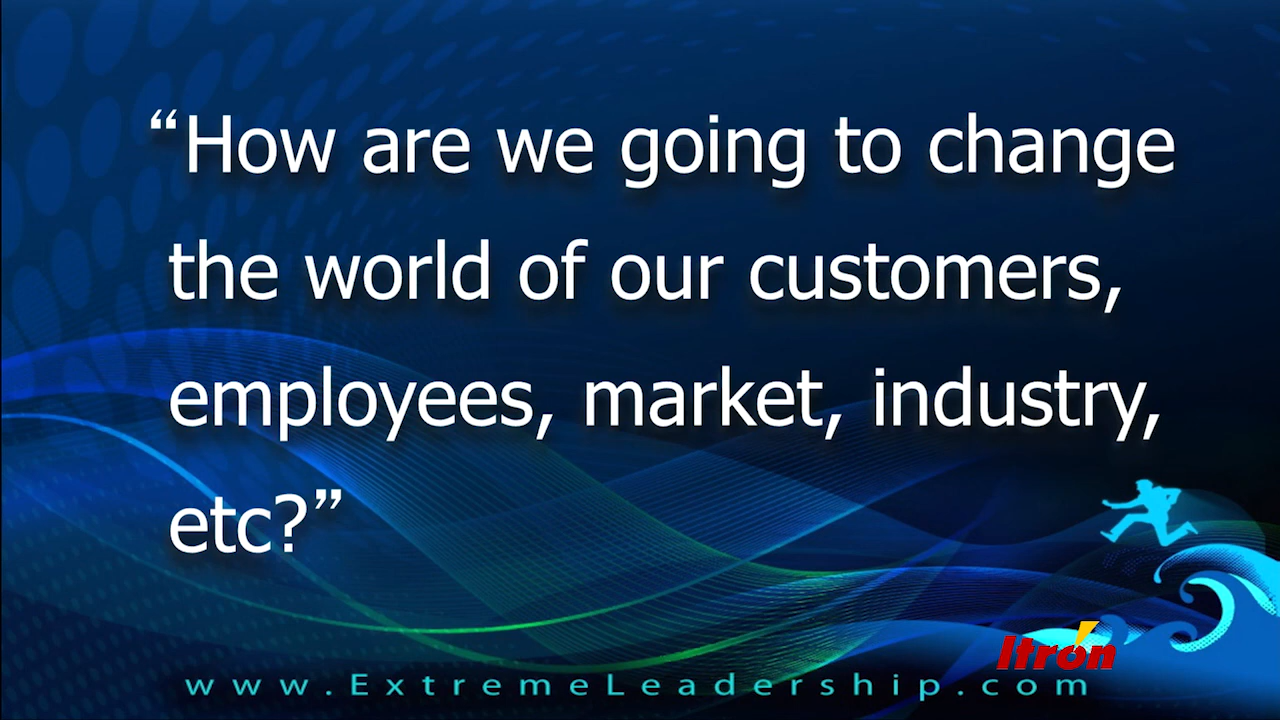 “How are we going to change
the world of our customers,
employees, market, industry,
etc?”
Itron
www.ExtremeLeadership.com